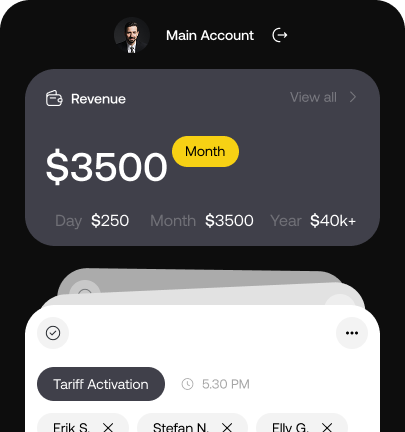 Main Account
Revenue
View all
$3500
Month
Day $250 Month $3500 Year $40k+
Tariff Activation
5.30 PM
Erik S. Stefan N. Elly G.